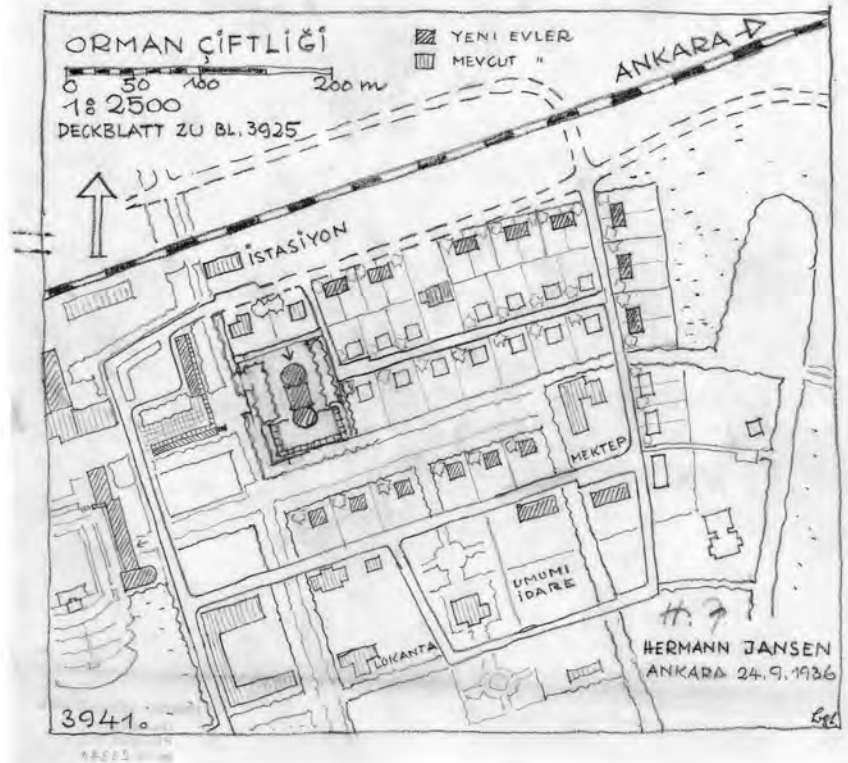 ORMAN ÇİFTLİĞİ
0 50 100 200 m
1:2500
DECKBLATT ZU BL. 3925
YENI EVLER
MEVCUT "
ANKARA
İSTASİYON
MEKTEP
UMUMI
İDARE
LOKANTA
HERMANN JANSEN
ANKARA 24.9.1936
3941.